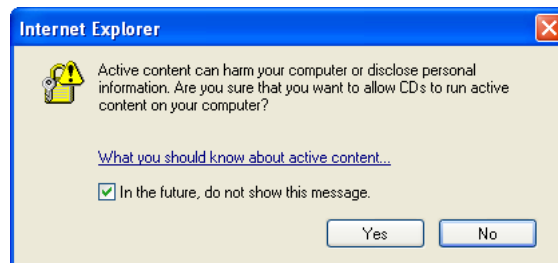 Internet Explorer
Active content can harm your computer or disclose personal
information. Are you sure that you want to allow CDs to run active
content on your computer?
What you should know about active content...
In the future, do not show this message.
Yes No